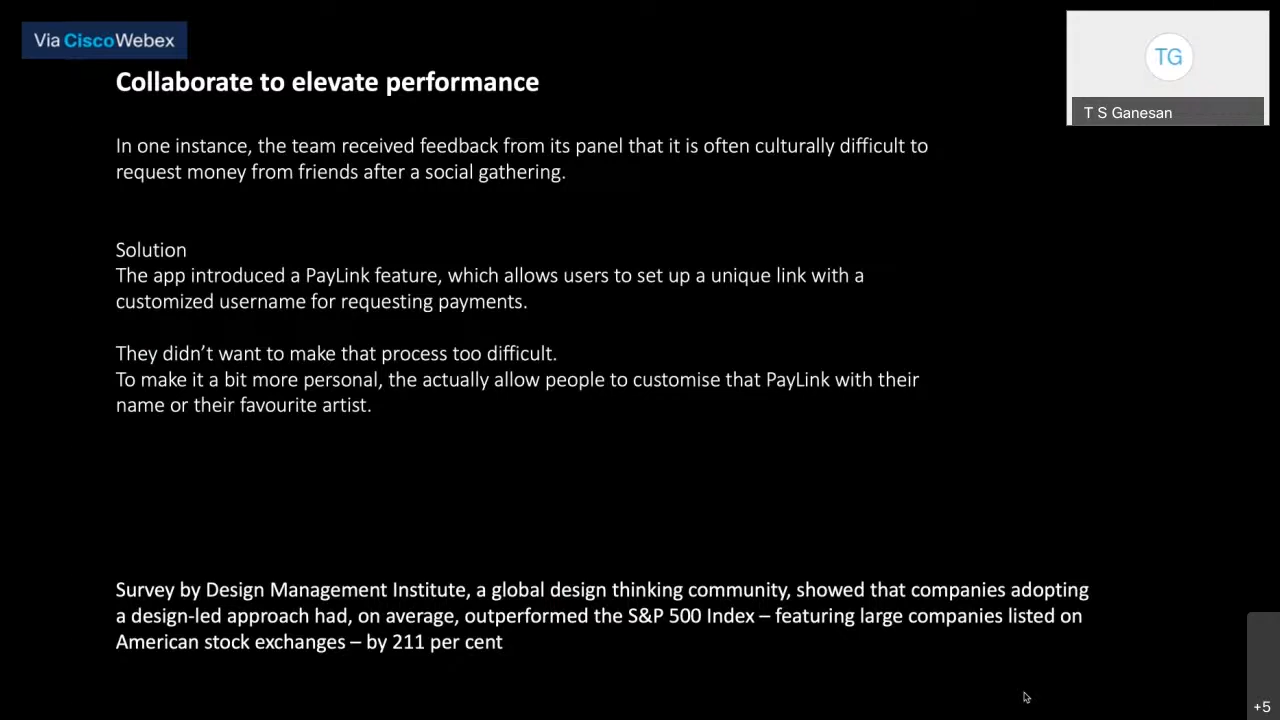 Via CiscoWebex
TG
T S Ganesan
Collaborate to elevate performance
In one instance, the team received feedback from its panel that it is often culturally difficult to
request money from friends after a social gathering.
Solution
The app introduced a PayLink feature, which allows users to set up a unique link with a
customized username for requesting payments.
They didn’t want to make that process too difficult.
To make it a bit more personal, the actually allow people to customise that PayLink with their
name or their favourite artist.
Survey by Design Management Institute, a global design thinking community, showed that companies adopting
a design-led approach had, on average, outperformed the S&P 500 Index – featuring large companies listed on
American stock exchanges – by 211 per cent
+5